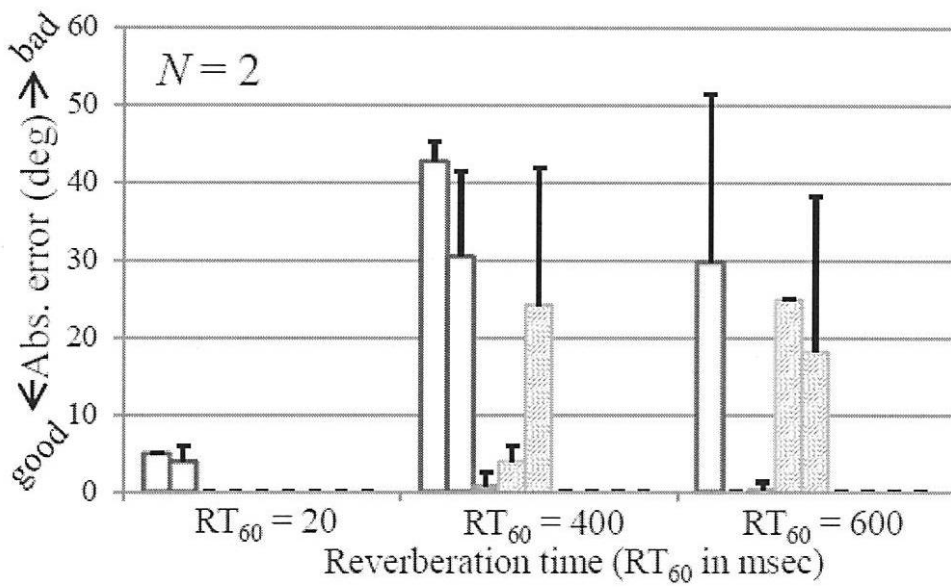 60
50
40
30
20
10
0
good ← Abs. error (deg) → bad
N = 2
RT60 = 20 RT60 = 400 RT60 = 600
Reverberation time (RT60 in msec)